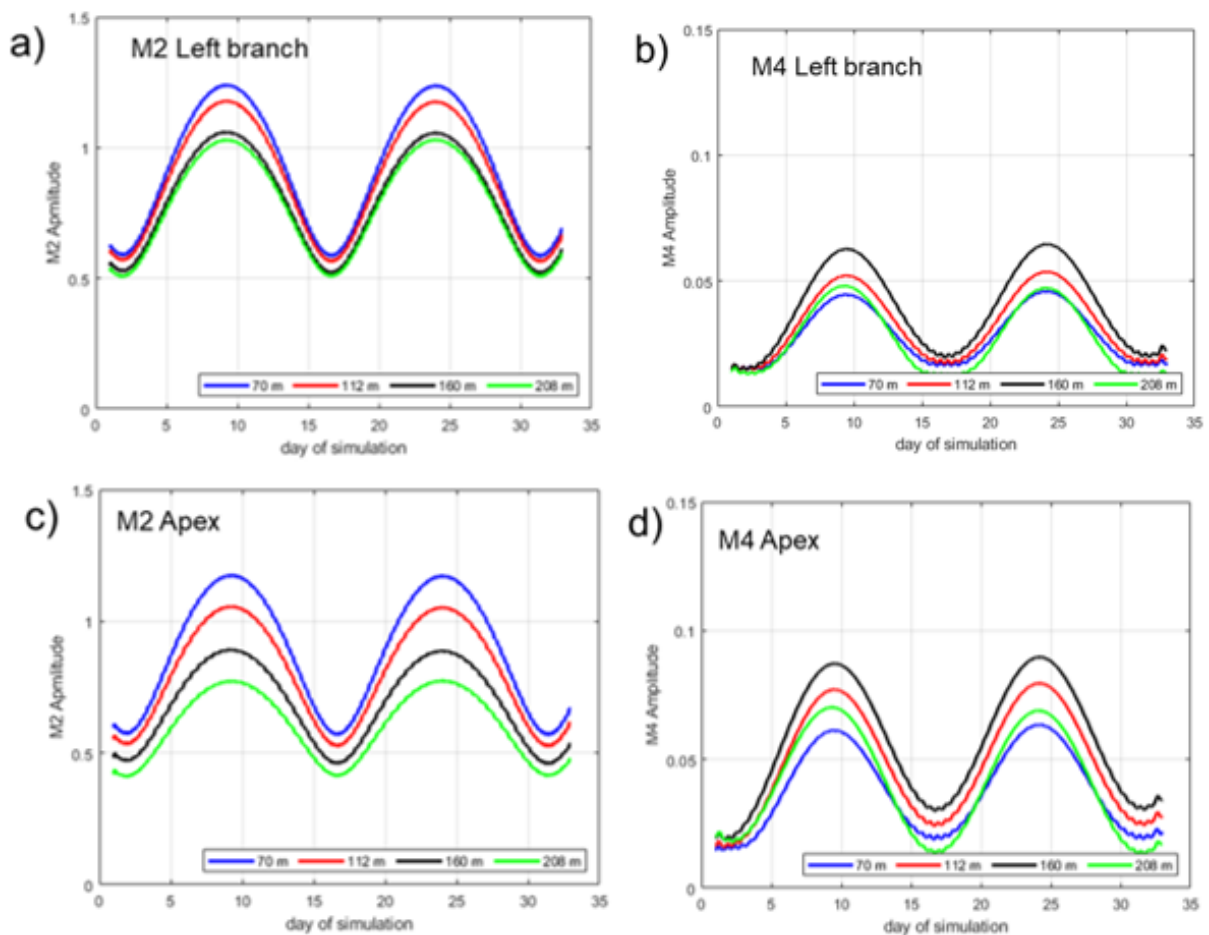 a)
M2 Left branch
1.5
1
0.5
0
M2 Apmlitude
70 m 112 m 160 m 208 m
0 5 10 15 20 25 30 35
day of simulation
b)
M4 Left branch
0.15
0.1
0.05
0
M4 Amplitude
70 m 112 m 160 m 208 m
0 5 10 15 20 25 30 35
day of simulation
c)
M2 Apex
1.5
1
0.5
0
M2 Apmlitude
70 m 112 m 160 m 208 m
0 5 10 15 20 25 30 35
day of simulation
d)
M4 Apex
0.15
0.1
0.05
0
M4 Amplitude
70 m 112 m 160 m 208 m
0 5 10 15 20 25 30 35
day of simulation